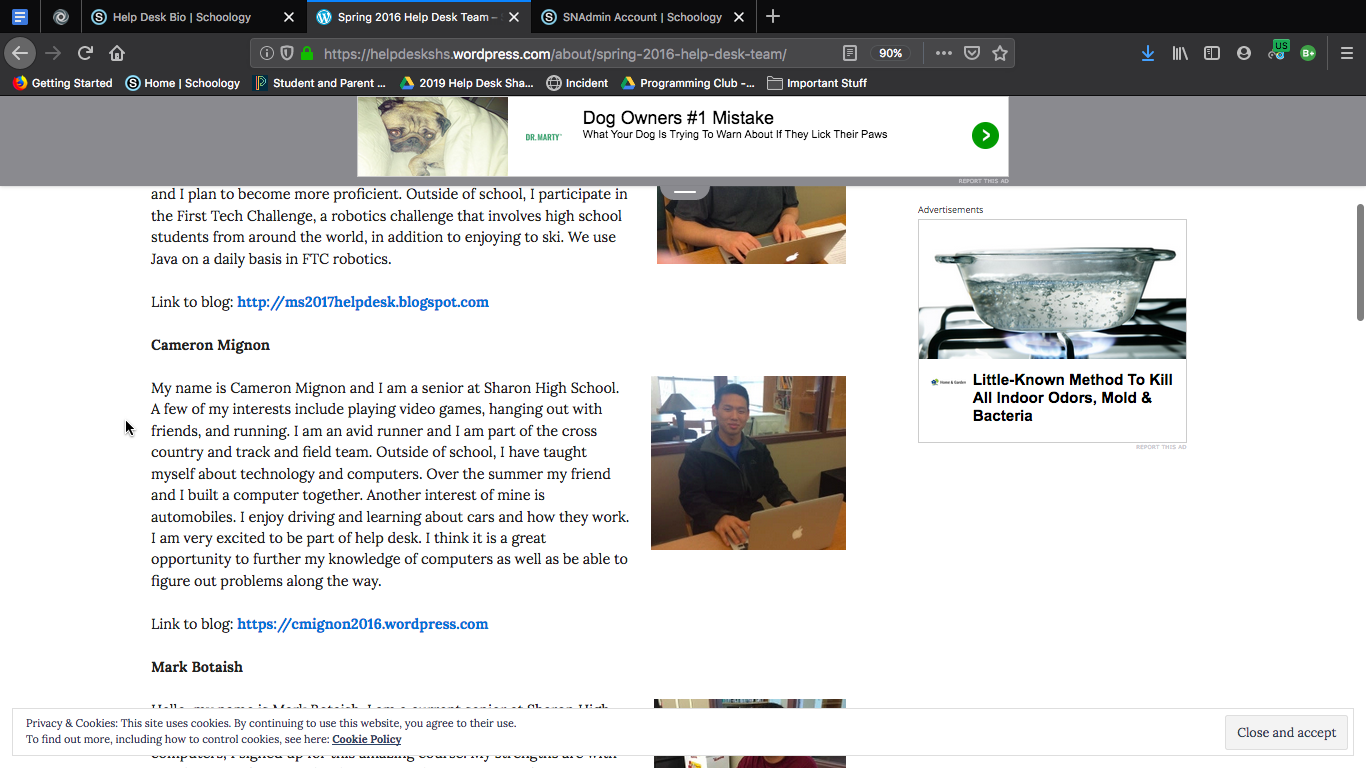 Help Desk Bio | Schoology
Spring 2016 Help Desk Team –
SNAdmin Account | Schoology
https://helpdeskshs.wordpress.com/about/spring-2016-help-desk-team/
90%
US
B+
Getting Started
Home | Schoology
Student and Parent ...
2019 Help Desk Sha...
Incident
Programming Club -...
Important Stuff
DR. MARTY
Dog Owners #1 Mistake
What Your Dog Is Trying To Warn About If They Lick Their Paws
REPORT THIS AD
and I plan to become more proficient. Outside of school, I participate in
the First Tech Challenge, a robotics challenge that involves high school
students from around the world, in addition to enjoying to ski. We use
Java on a daily basis in FTC robotics.
Link to blog: http://ms2017helpdesk.blogspot.com
Cameron Mignon
My name is Cameron Mignon and I am a senior at Sharon High School.
A few of my interests include playing video games, hanging out with
friends, and running. I am an avid runner and I am part of the cross
country and track and field team. Outside of school, I have taught
myself about technology and computers. Over the summer my friend
and I built a computer together. Another interest of mine is
automobiles. I enjoy driving and learning about cars and how they work.
I am very excited to be part of help desk. I think it is a great
opportunity to further my knowledge of computers as well as be able to
figure out problems along the way.
Link to blog: https://cmignon2016.wordpress.com
Mark Botaish
Hello, my name is Mark Botaish. I am a current senior at Sharon High
computers, I signed up for this amazing course. My strengths are with
Advertisements
Home & Garden
Little-Known Method To Kill
All Indoor Odors, Mold &
Bacteria
REPORT THIS AD
Privacy & Cookies: This site uses cookies. By continuing to use this website, you agree to their use.
To find out more, including how to control cookies, see here: Cookie Policy
Close and accept